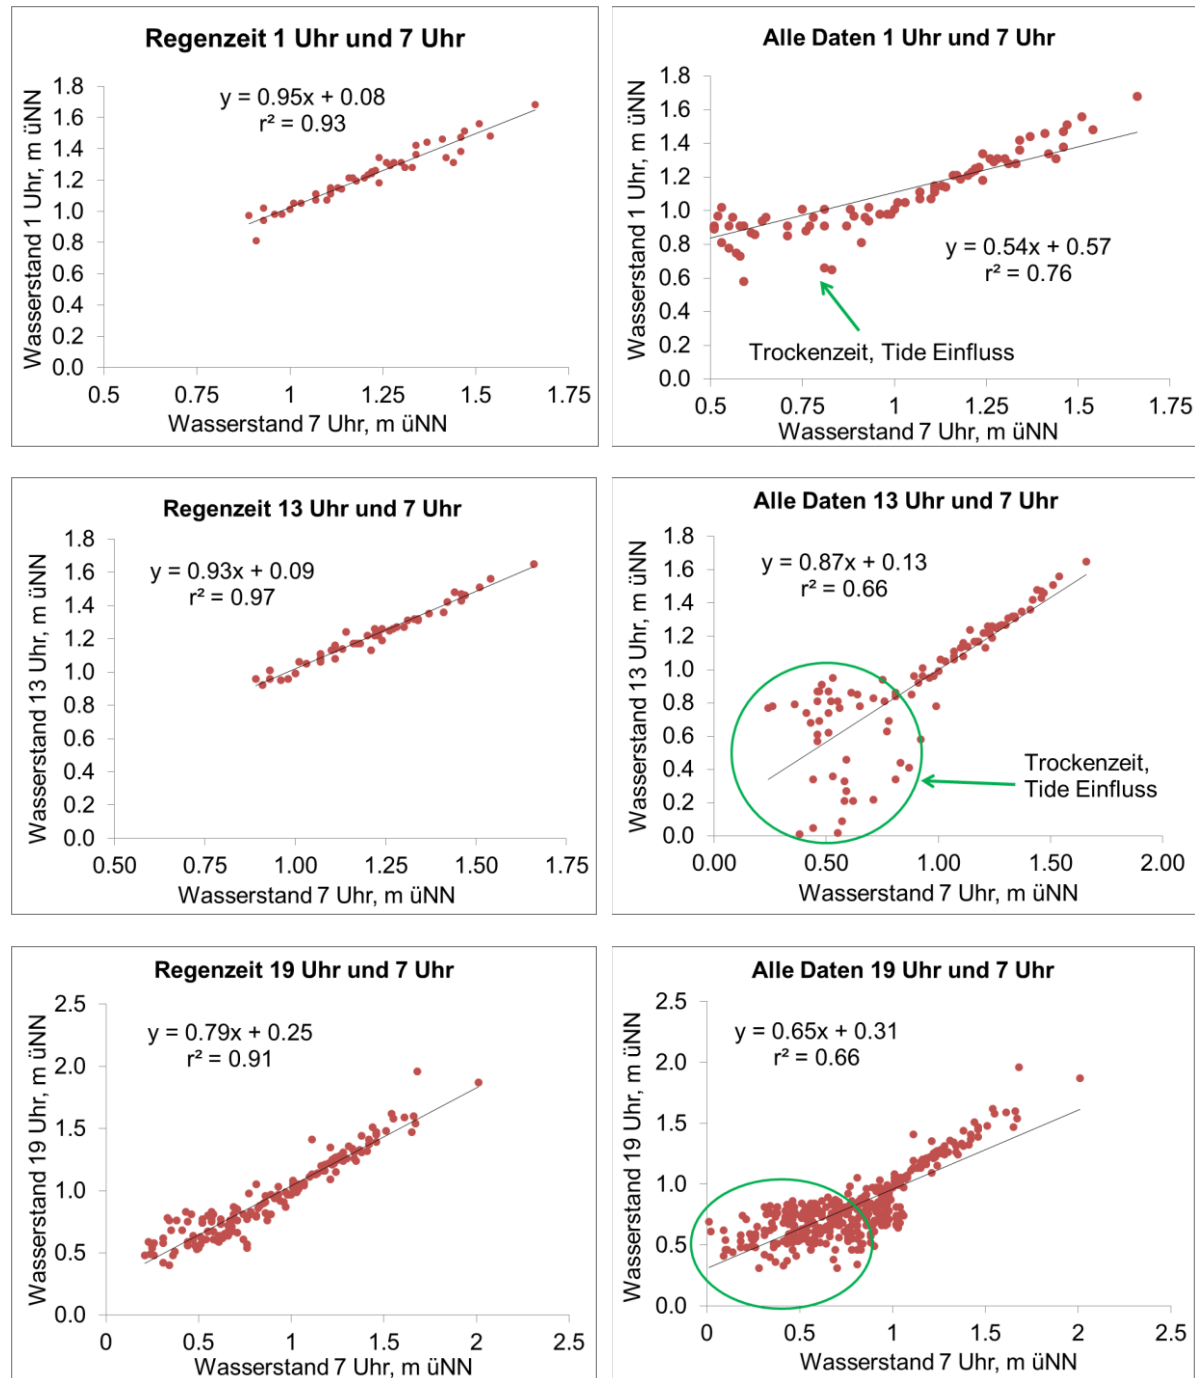 Regenzeit 1 Uhr und 7 Uhr
Wasserstand 1 Uhr, m üNN
1.8
1.6
1.4
1.2
1.0
0.8
0.6
0.4
0.2
0.0
y = 0.95x + 0.08
r² = 0.93
0.5 0.75 1 1.25 1.5 1.75
Wasserstand 7 Uhr, m üNN
Alle Daten 1 Uhr und 7 Uhr
Wasserstand 1 Uhr, m üNN
1.8
1.6
1.4
1.2
1.0
0.8
0.6
0.4
0.2
0.0
y = 0.54x + 0.57
r² = 0.76
Trockenzeit, Tide Einfluss
0.5 0.75 1 1.25 1.5 1.75
Wasserstand 7 Uhr, m üNN
Regenzeit 13 Uhr und 7 Uhr
Wasserstand 13 Uhr, m üNN
1.8
1.6
1.4
1.2
1.0
0.8
0.6
0.4
0.2
0.0
y = 0.93x + 0.09
r² = 0.97
0.50 0.75 1.00 1.25 1.50 1.75
Wasserstand 7 Uhr, m üNN
Alle Daten 13 Uhr und 7 Uhr
Wasserstand 13 Uhr, m üNN
1.8
1.6
1.4
1.2
1.0
0.8
0.6
0.4
0.2
0.0
y = 0.87x + 0.13
r² = 0.66
Trockenzeit,
Tide Einfluss
0.00 0.50 1.00 1.50 2.00
Wasserstand 7 Uhr, m üNN
Regenzeit 19 Uhr und 7 Uhr
Wasserstand 19 Uhr, m üNN
2.5
2.0
1.5
1.0
0.5
0.0
y = 0.79x + 0.25
r² = 0.91
0 0.5 1 1.5 2 2.5
Wasserstand 7 Uhr, m üNN
Alle Daten 19 Uhr und 7 Uhr
Wasserstand 19 Uhr, m üNN
2.5
2.0
1.5
1.0
0.5
0.0
y = 0.65x + 0.31
r² = 0.66
0 0.5 1 1.5 2 2.5
Wasserstand 7 Uhr, m üNN